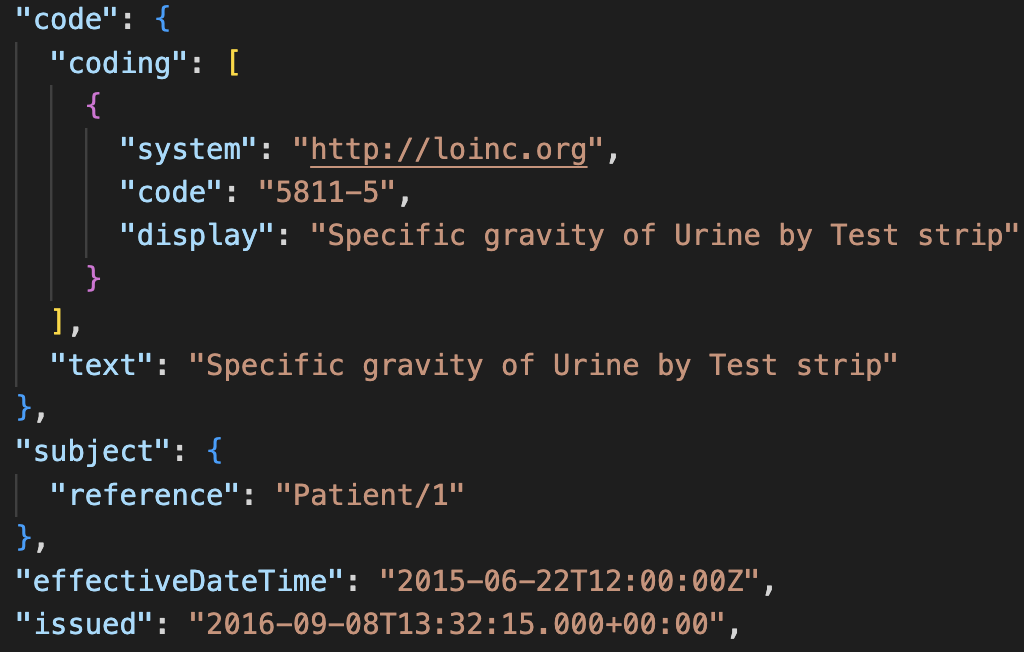 "code": {
"coding": [
{
"system": "http://loinc.org",
"code": "5811-5",
"display": "Specific gravity of Urine by Test strip"
}
],
"text": "Specific gravity of Urine by Test strip"
},
"subject": {
"reference": "Patient/1"
},
"effectiveDateTime": "2015-06-22T12:00:00Z",
"issued": "2016-09-08T13:32:15.000+00:00",